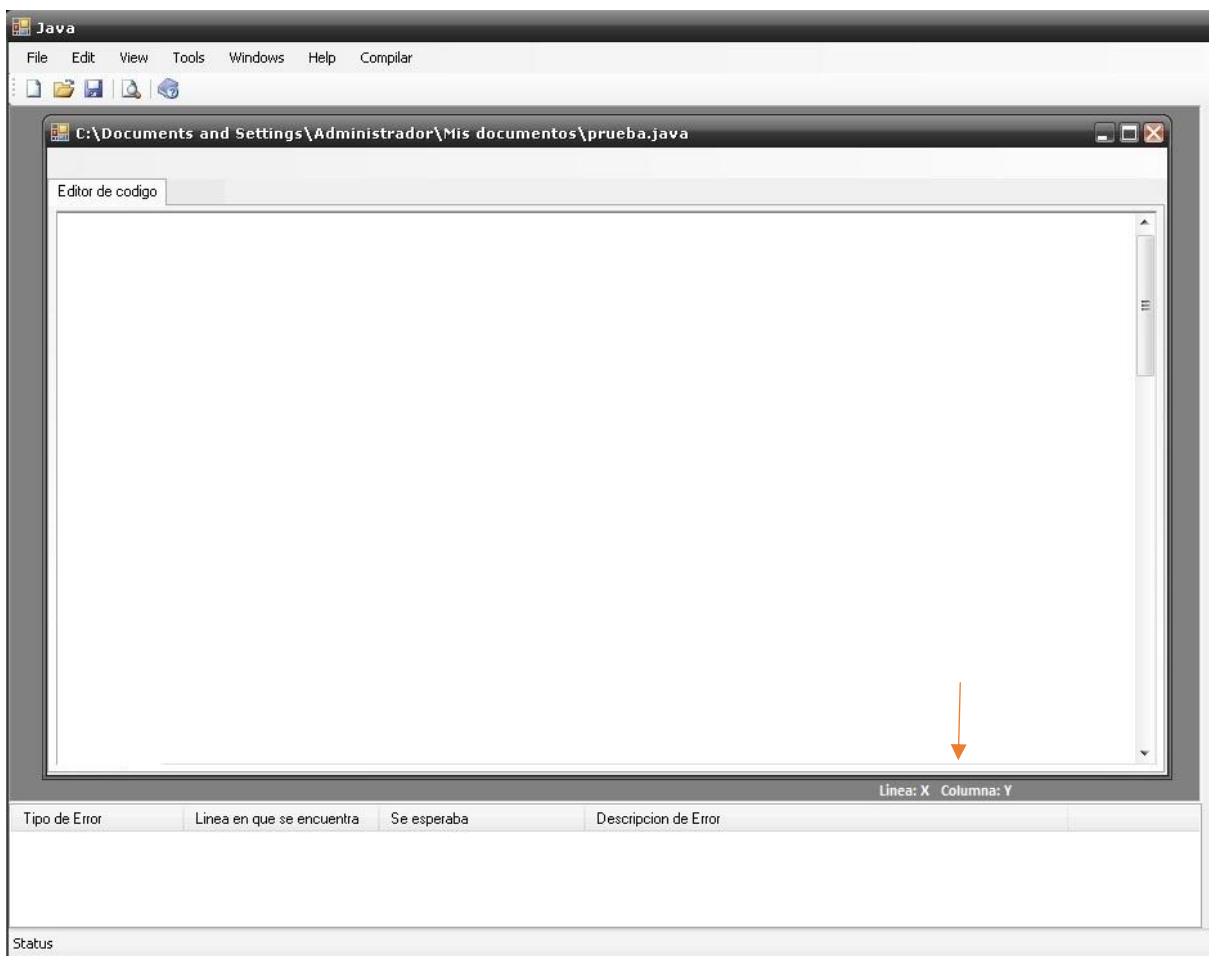 Java
File Edit View Tools Windows Help Compilar
C:\Documents and Settings\Administrador\Mis documentos\prueba.java
Editor de codigo
Linea: X Columna: Y
Tipo de Error Linea en que se encuentra Se esperaba Descripcion de Error
Status